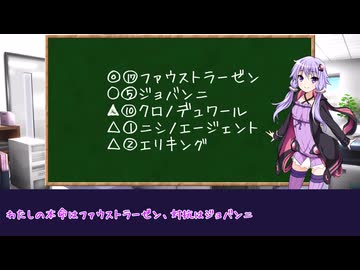 ◎⑰ファウストラーゼン
○⑤ジョバンニ
▲⑩クロノデュワール
△①ニシノエージェント
△②エリキング
わたしの本命はファウストラーゼン、対抗はジョバンニ